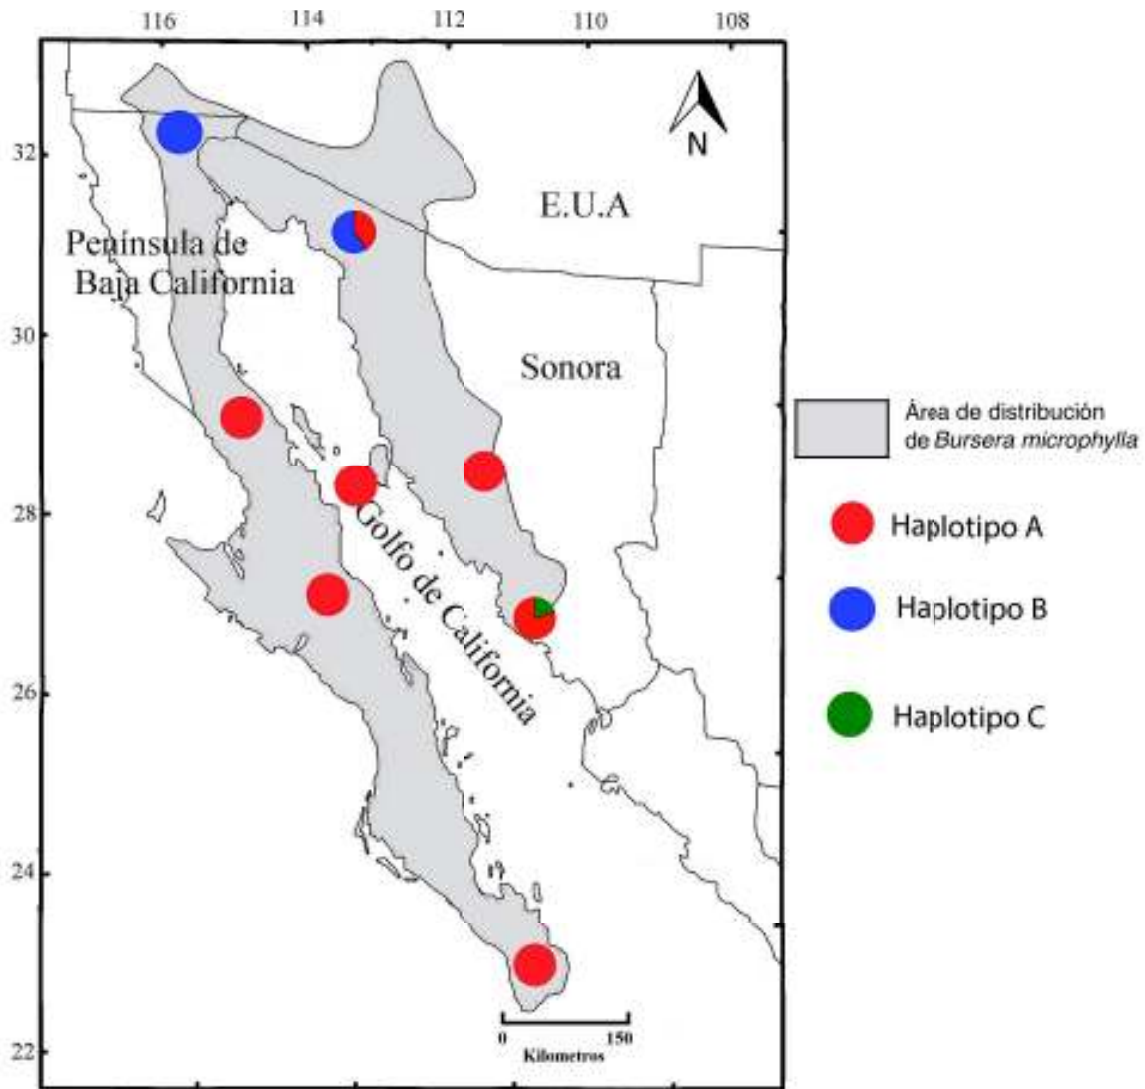 116 114 112 110 108
32
30
28
26
24
22
N
E.U.A
Península de
Baja California
Sonora
Golfo de California
0 150
Kilometros
Área de distribución
de Bursera microphylla
Haplotipo A
Haplotipo B
Haplotipo C